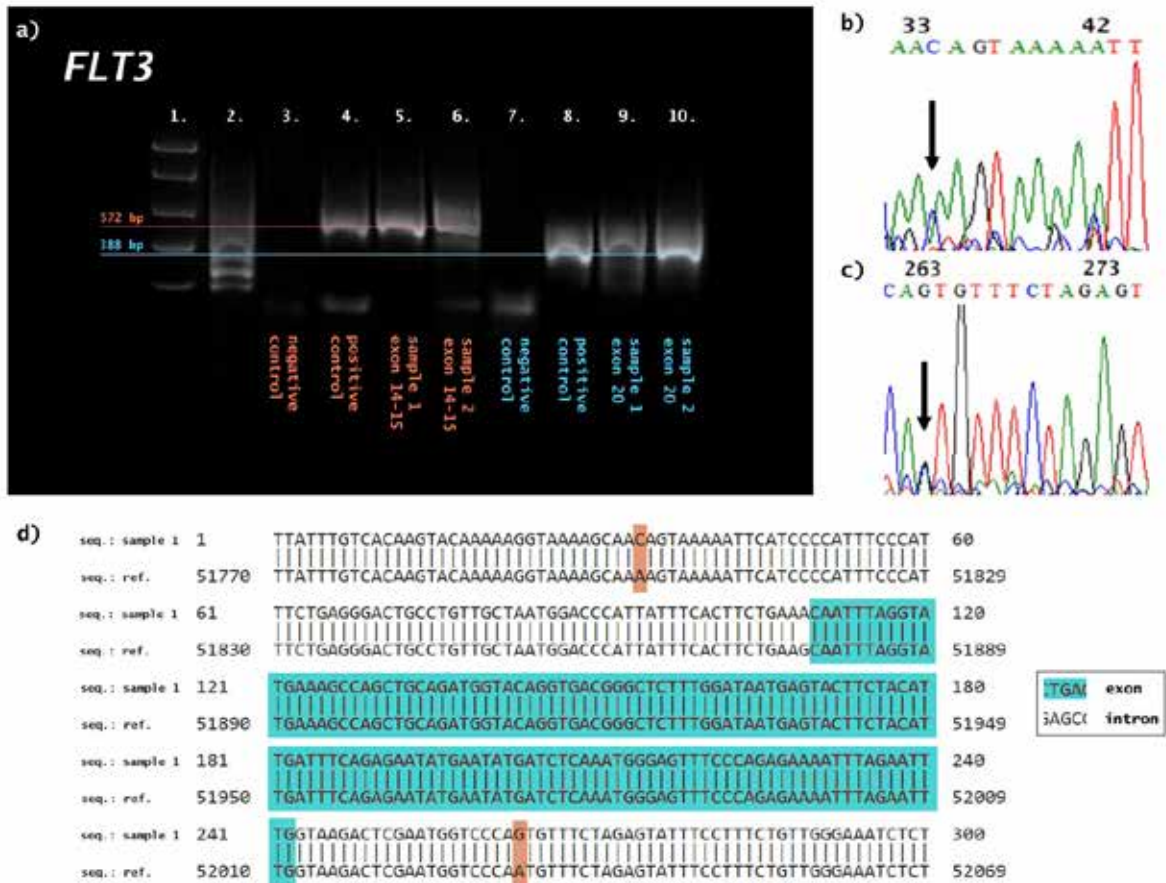 a)
FLT3
1. 2. 3. 4. 5. 6. 7. 8. 9. 10.
572 bp
388 bp
negative control
positive control
sample 1 exon 14-15
sample 2 exon 14-15
negative control
positive control
sample 1 exon 20
sample 2 exon 20
b)
33 42
AACAGTAAAAATT
c)
263 273
CAGTGTTTCTAGAGT
d)
seq.: sample 1 1 TTATTTGTCACAAGTACAAAAAGGTAAAAGCAACAGTAAAAATTCATCCCCATTTCCCAT 60
seq.: ref. 51770 TTATTTGTCACAAGTACAAAAAGGTAAAAGCAAAAGTAAAAATTCATCCCCATTTCCCAT 51829
seq.: sample 1 61 TTCTGAGGGACTGCCTGTTGCTAATGGACCCATTATTTCACTTCTGAAACAATTTAGGTA 120
seq.: ref. 51830 TTCTGAGGGACTGCCTGTTGCTAATGGACCCATTATTTCACTTCTGAAGCAATTTAGGTA 51889
seq.: sample 1 121 TGAAAGCCAGCTGCAGATGGTACAGGTGACGGGCTCTTTGGATAATGAGTACTTCTACAT 180
seq.: ref. 51890 TGAAAGCCAGCTGCAGATGGTACAGGTGACGGGCTCTTTGGATAATGAGTACTTCTACAT 51949
seq.: sample 1 181 TGATTTCAGAGAATATGAATATGATCTCAAATGGGAGTTTCCCAGAGAAAATTTAGAATT 240
seq.: ref. 51950 TGATTTCAGAGAATATGAATATGATCTCAAATGGGAGTTTCCCAGAGAAAATTTAGAATT 52009
seq.: sample 1 241 TGGTAAGACTCGAATGGTCCCAGTGTTTCTAGAGTATTTCCTTTCTGTTGGGAAATCTCT 300
seq.: ref. 52010 TGGTAAGACTCGAATGGTCCCAATGTTTCTAGAGTATTTCCTTTCTGTTGGGAAATCTCT 52069
exon
intron